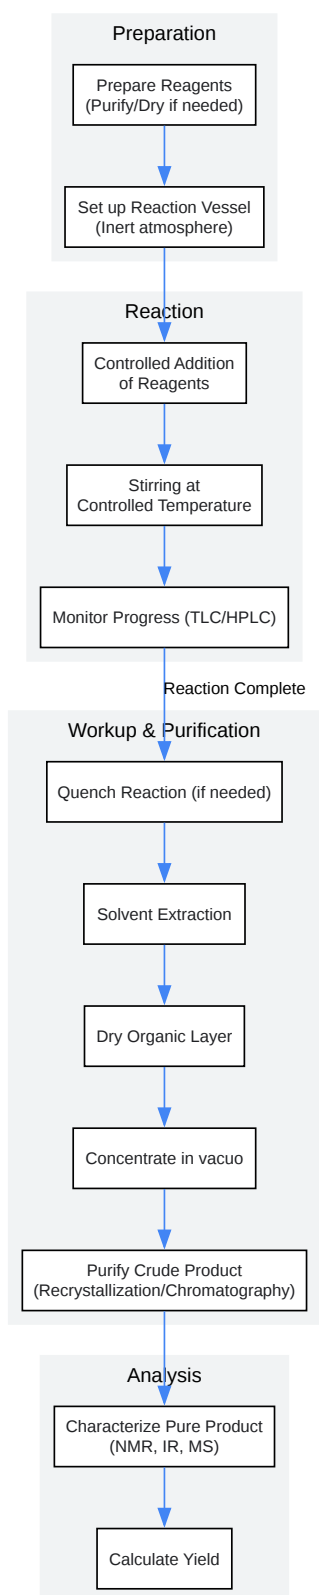 Preparation
Prepare Reagents
(Purify/Dry if needed)
Set up Reaction Vessel
(Inert atmosphere)
Reaction
Controlled Addition
of Reagents
Stirring at
Controlled Temperature
Monitor Progress (TLC/HPLC)
Reaction Complete
Workup & Purification
Quench Reaction (if needed)
Solvent Extraction
Dry Organic Layer
Concentrate in vacuo
Purify Crude Product
(Recrystallization/Chromatography)
Analysis
Characterize Pure Product
(NMR, IR, MS)
Calculate Yield